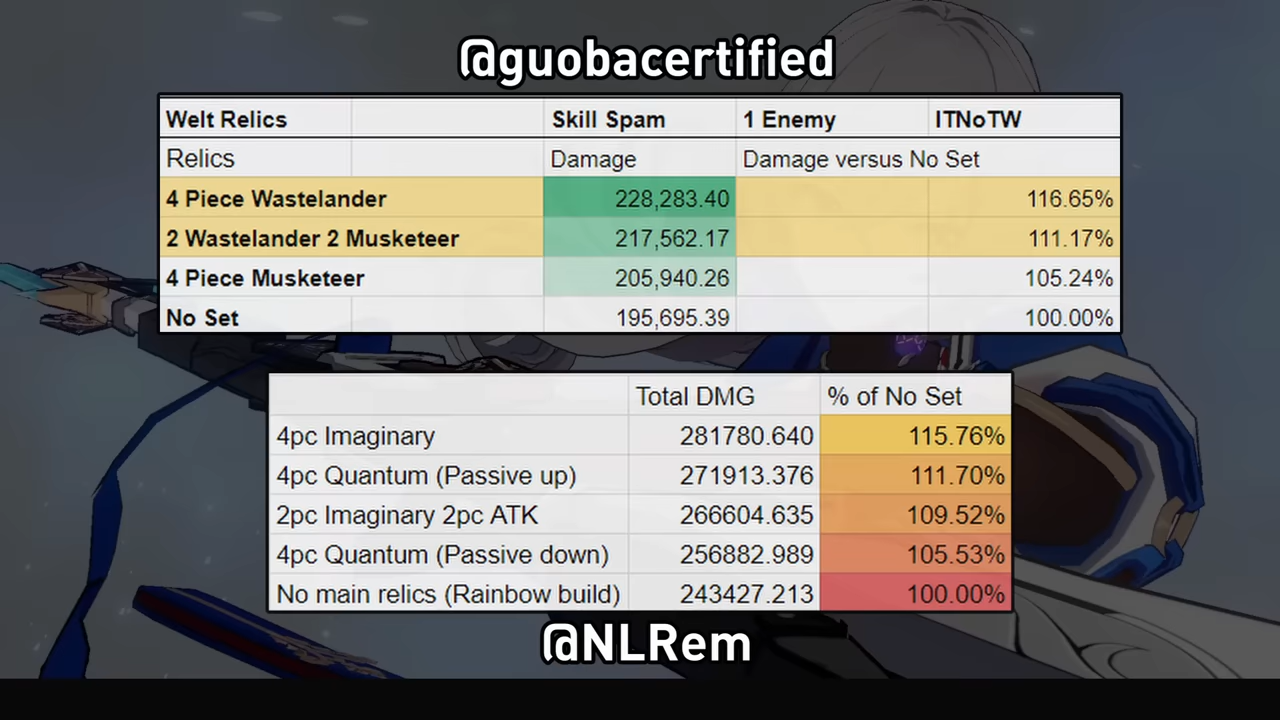 @guobacertified
Welt Relics Skill Spam 1 Enemy ITNoTW
Relics Damage Damage versus No Set
4 Piece Wastelander 228,283.40 116.65%
2 Wastelander 2 Musketeer 217,562.17 111.17%
4 Piece Musketeer 205,940.26 105.24%
No Set 195,695.39 100.00%
Total DMG % of No Set
4pc Imaginary 281780.640 115.76%
4pc Quantum (Passive up) 271913.376 111.70%
2pc Imaginary 2pc ATK 266604.635 109.52%
4pc Quantum (Passive down) 256882.989 105.53%
No main relics (Rainbow build) 243427.213 100.00%
@NLRem